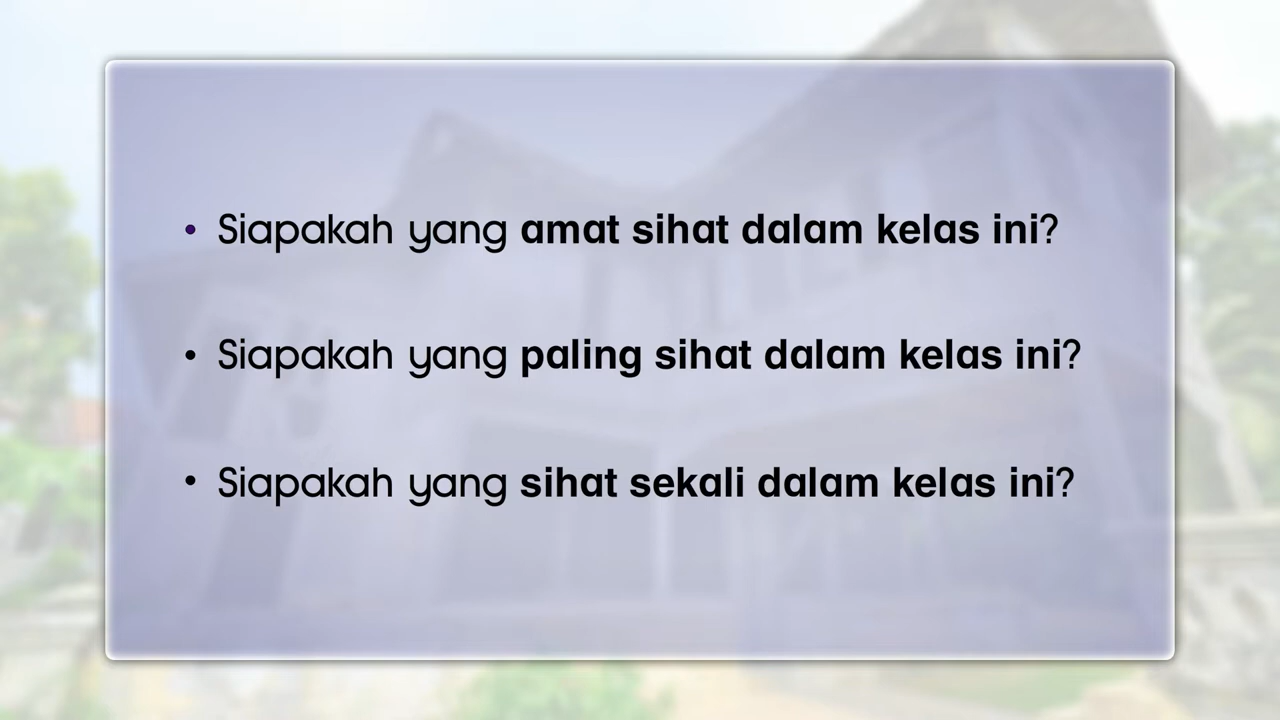 • Siapakah yang amat sihat dalam kelas ini?
• Siapakah yang paling sihat dalam kelas ini?
• Siapakah yang sihat sekali dalam kelas ini?